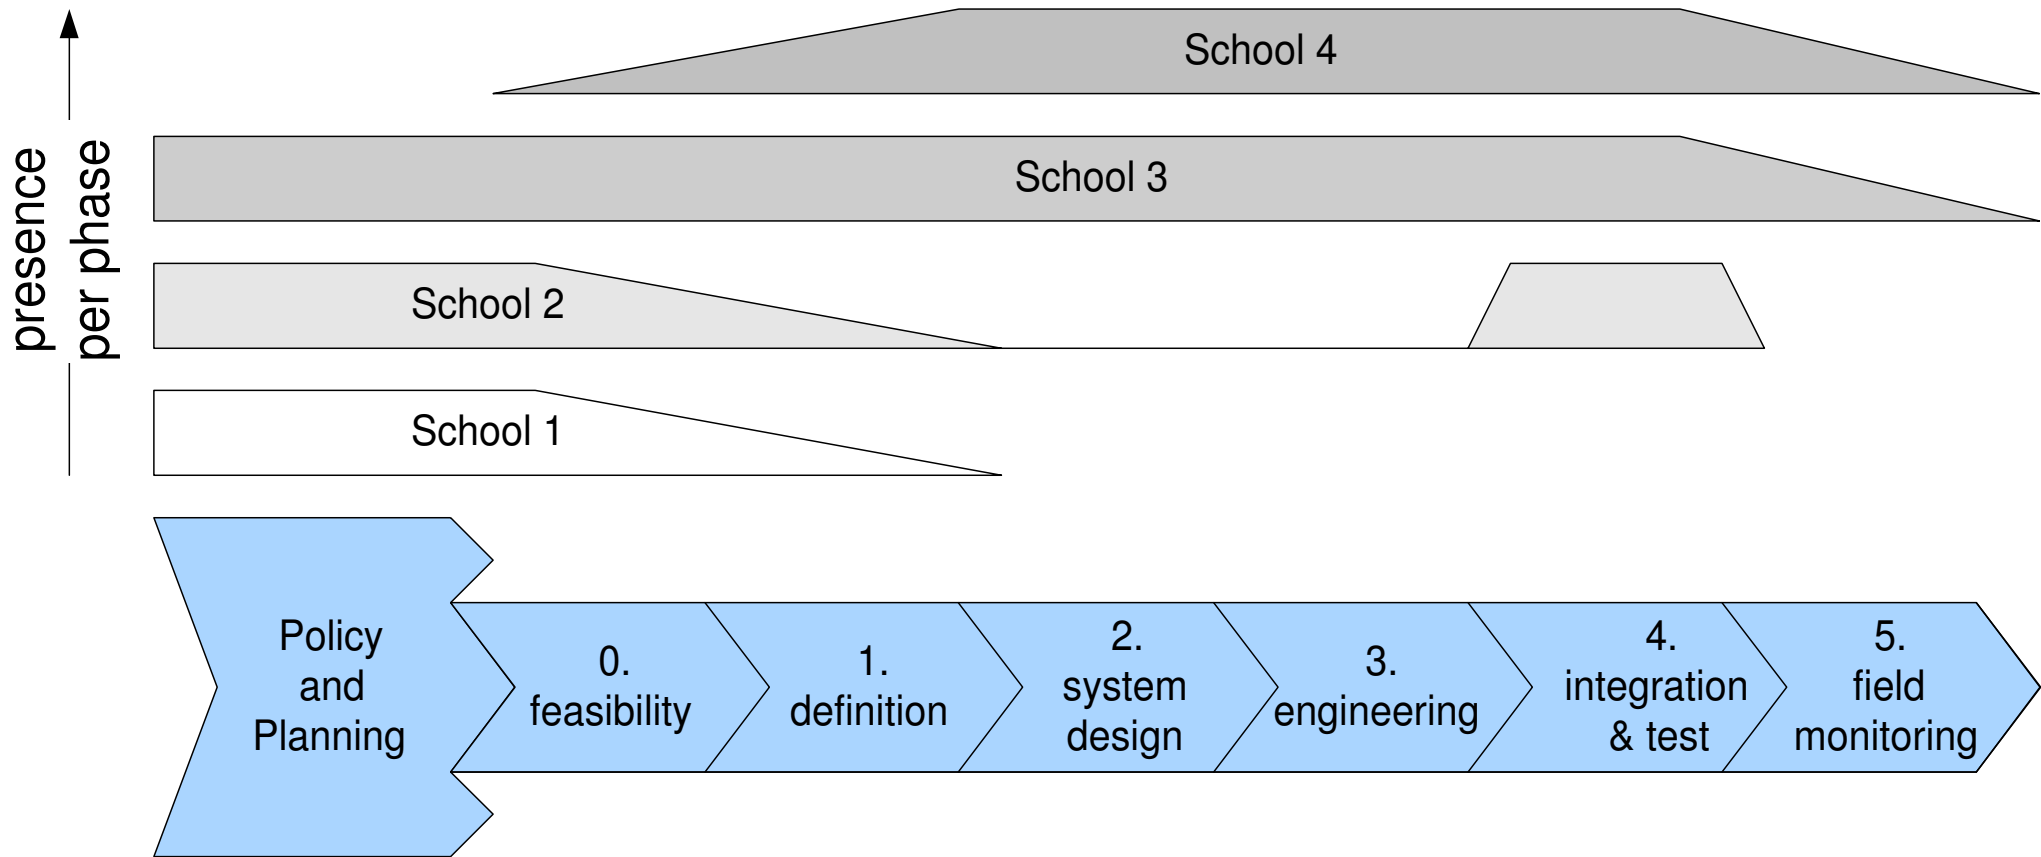 School 4
presence
per phase
School 3
School 2
School 1
Policy
and
Planning
0.
feasibility
1.
definition
2.
system
design
3.
engineering
4.
integration
& test
5.
field
monitoring